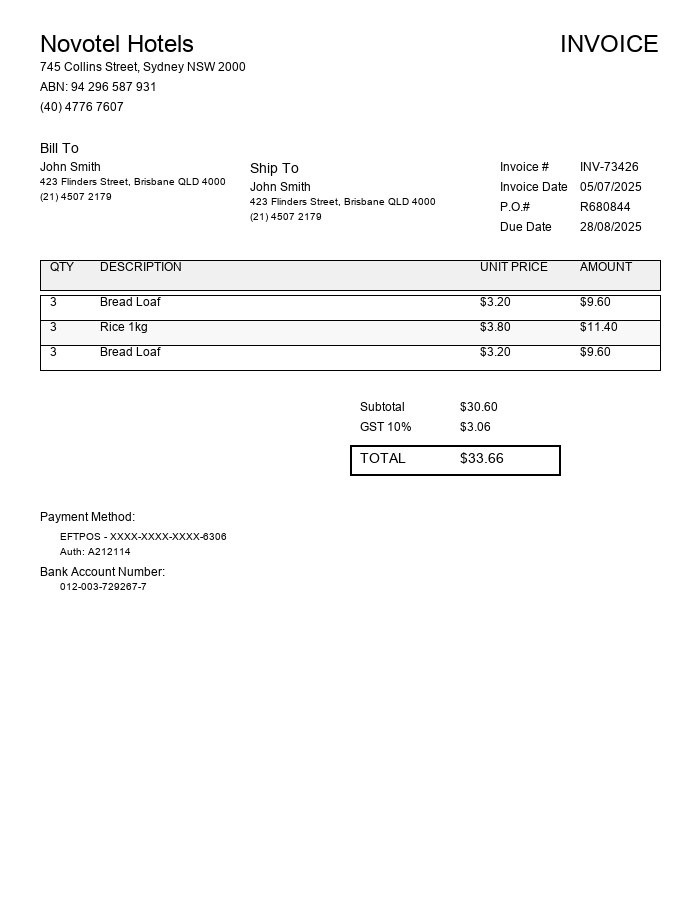 Novotel Hotels
INVOICE
745 Collins Street, Sydney NSW 2000
ABN: 94 296 587 931
(40) 4776 7607
Bill To
John Smith
423 Flinders Street, Brisbane QLD 4000
(21) 4507 2179
Ship To
John Smith
423 Flinders Street, Brisbane QLD 4000
(21) 4507 2179
Invoice # INV-73426
Invoice Date 05/07/2025
P.O.# R680844
Due Date 28/08/2025
QTY DESCRIPTION UNIT PRICE AMOUNT
3 Bread Loaf $3.20 $9.60
3 Rice 1kg $3.80 $11.40
3 Bread Loaf $3.20 $9.60
Subtotal $30.60
GST 10% $3.06
TOTAL $33.66
Payment Method:
EFTPOS - XXXX-XXXX-XXXX-6306
Auth: A212114
Bank Account Number:
012-003-729267-7